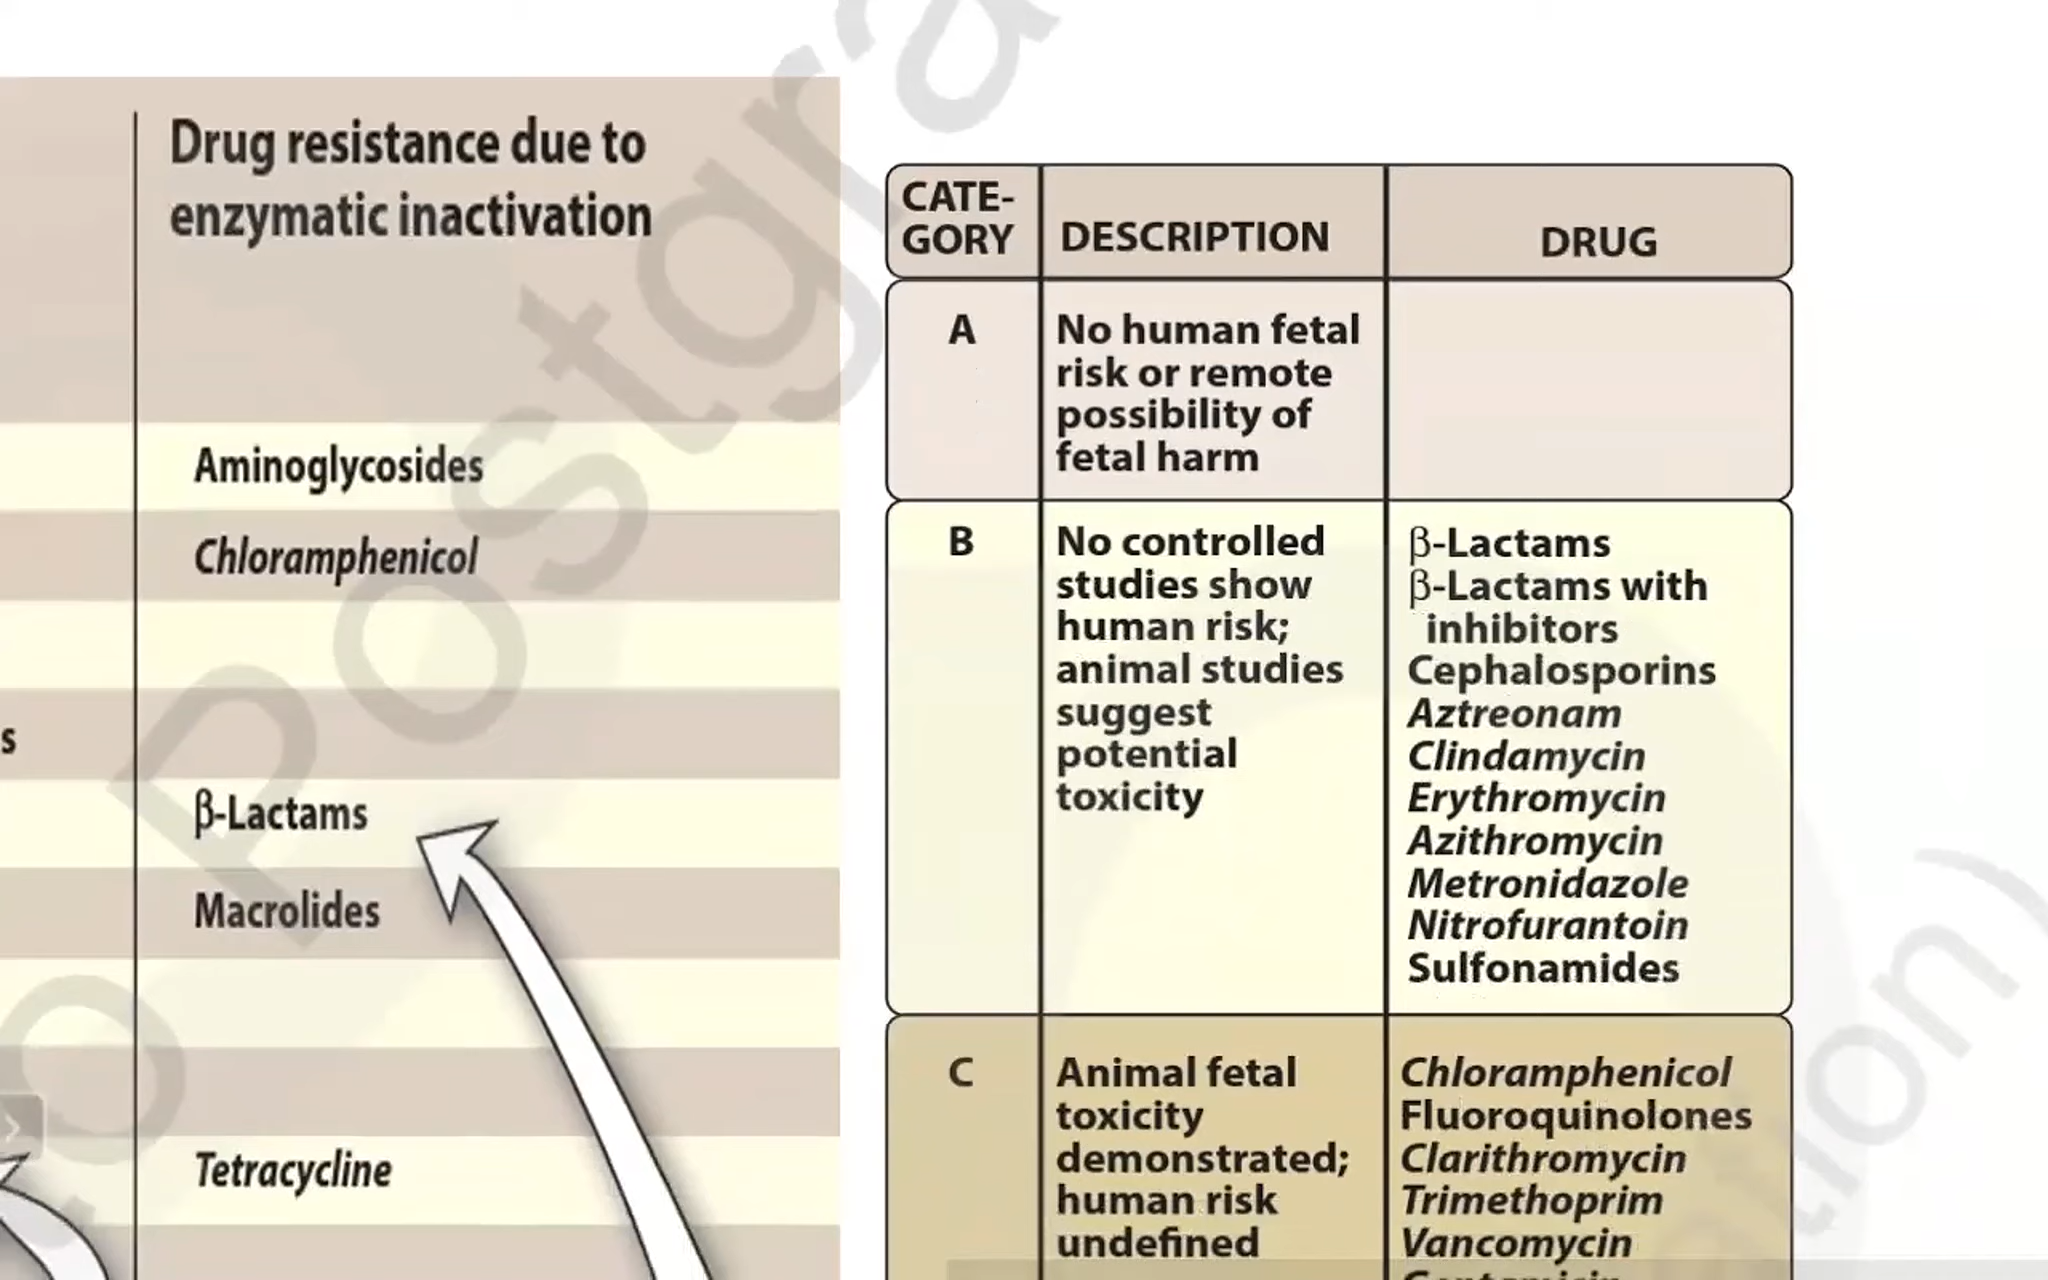 Drug resistance due to
enzymatic inactivation
Aminoglycosides
Chloramphenicol
s
β-Lactams
Macrolides
Tetracycline
CATE-
GORY
DESCRIPTION
DRUG
A
No human fetal
risk or remote
possibility of
fetal harm
B
No controlled
studies show
human risk;
animal studies
suggest
potential
toxicity
β-Lactams
β-Lactams with
inhibitors
Cephalosporins
Aztreonam
Clindamycin
Erythromycin
Azithromycin
Metronidazole
Nitrofurantoin
Sulfonamides
C
Animal fetal
toxicity
demonstrated;
human risk
undefined
Chloramphenicol
Fluoroquinolones
Clarithromycin
Trimethoprim
Vancomycin